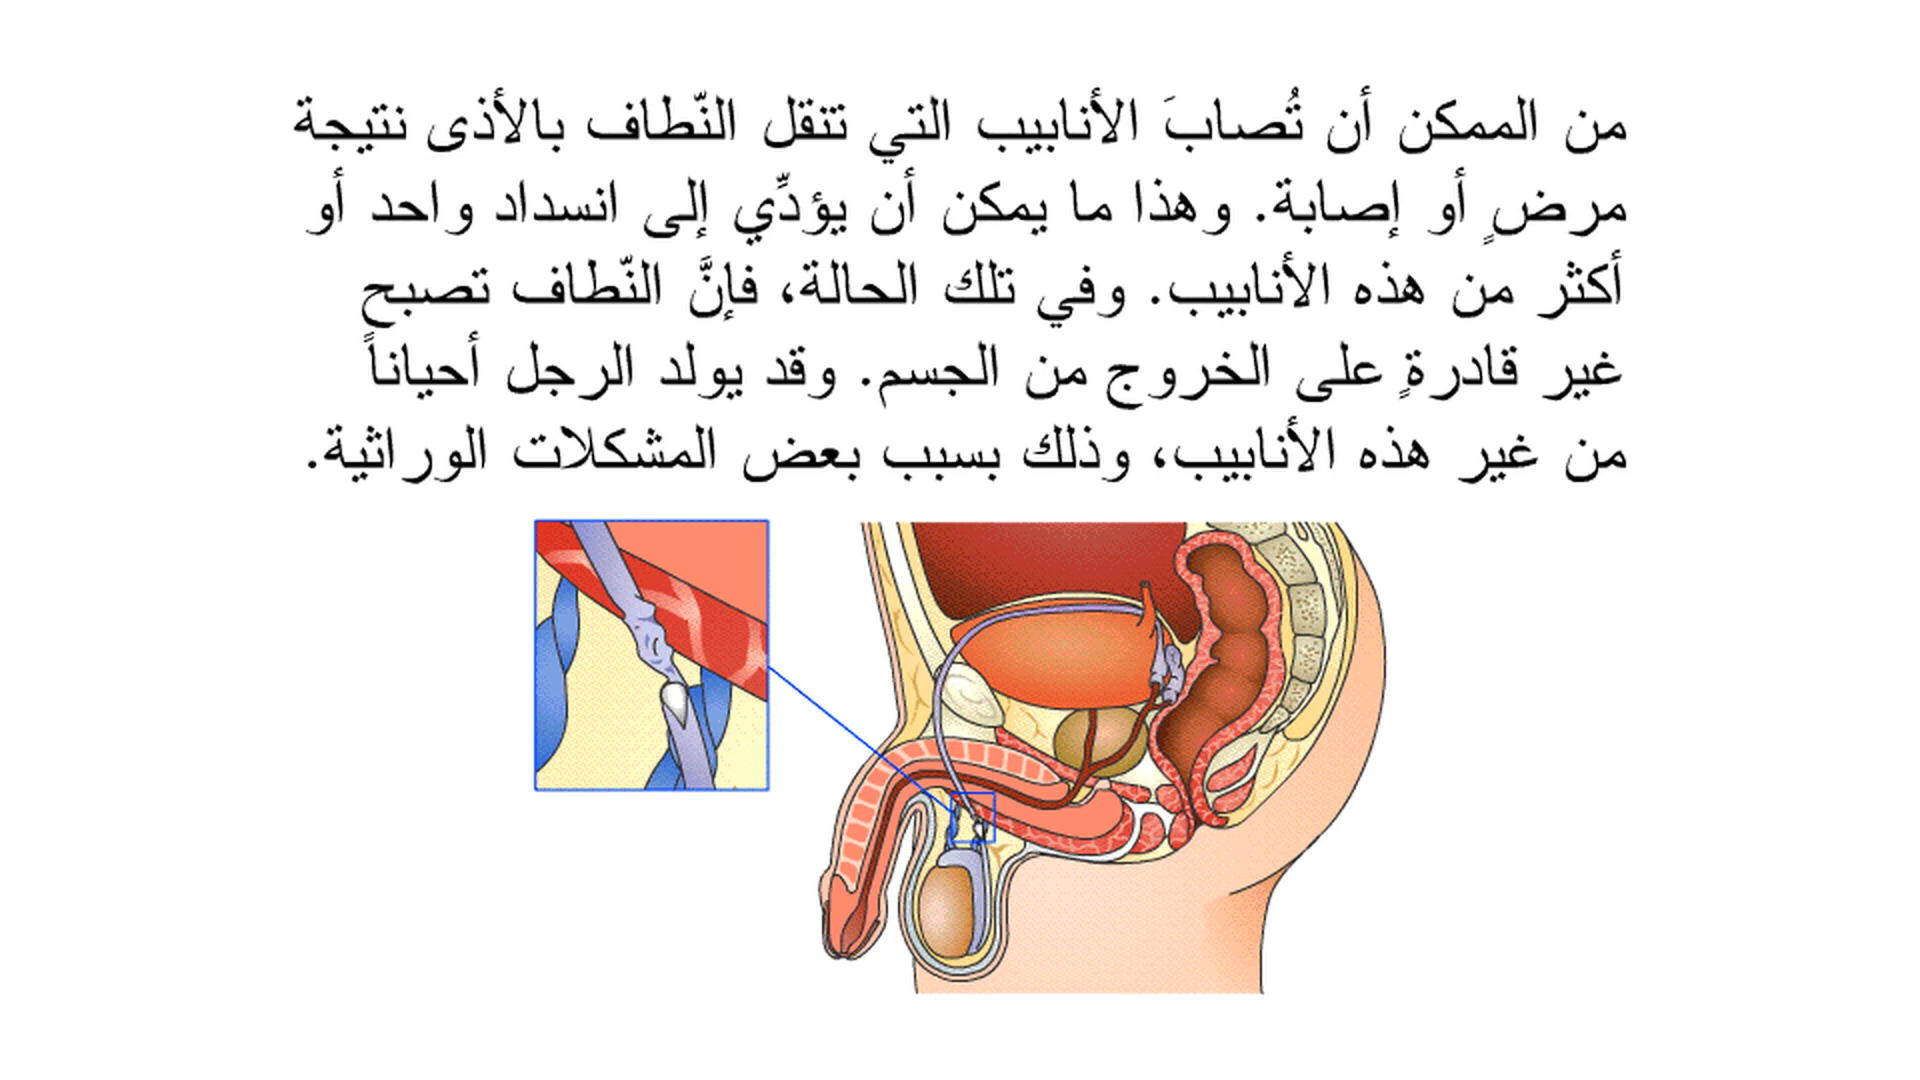 من الممكن أن تُصابَ الأنابيب التي تنقل النّطاف بالأذى نتيجة
مرضٍ أو إصابة. وهذا ما يمكن أن يؤدِّي إلى انسداد واحد أو
أكثر من هذه الأنابيب. وفي تلك الحالة، فإنَّ النّطاف تصبح
غير قادرةٍ على الخروج من الجسم. وقد يولد الرجل أحياناً
من غير هذه الأنابيب، وذلك بسبب بعض المشكلات الوراثية.